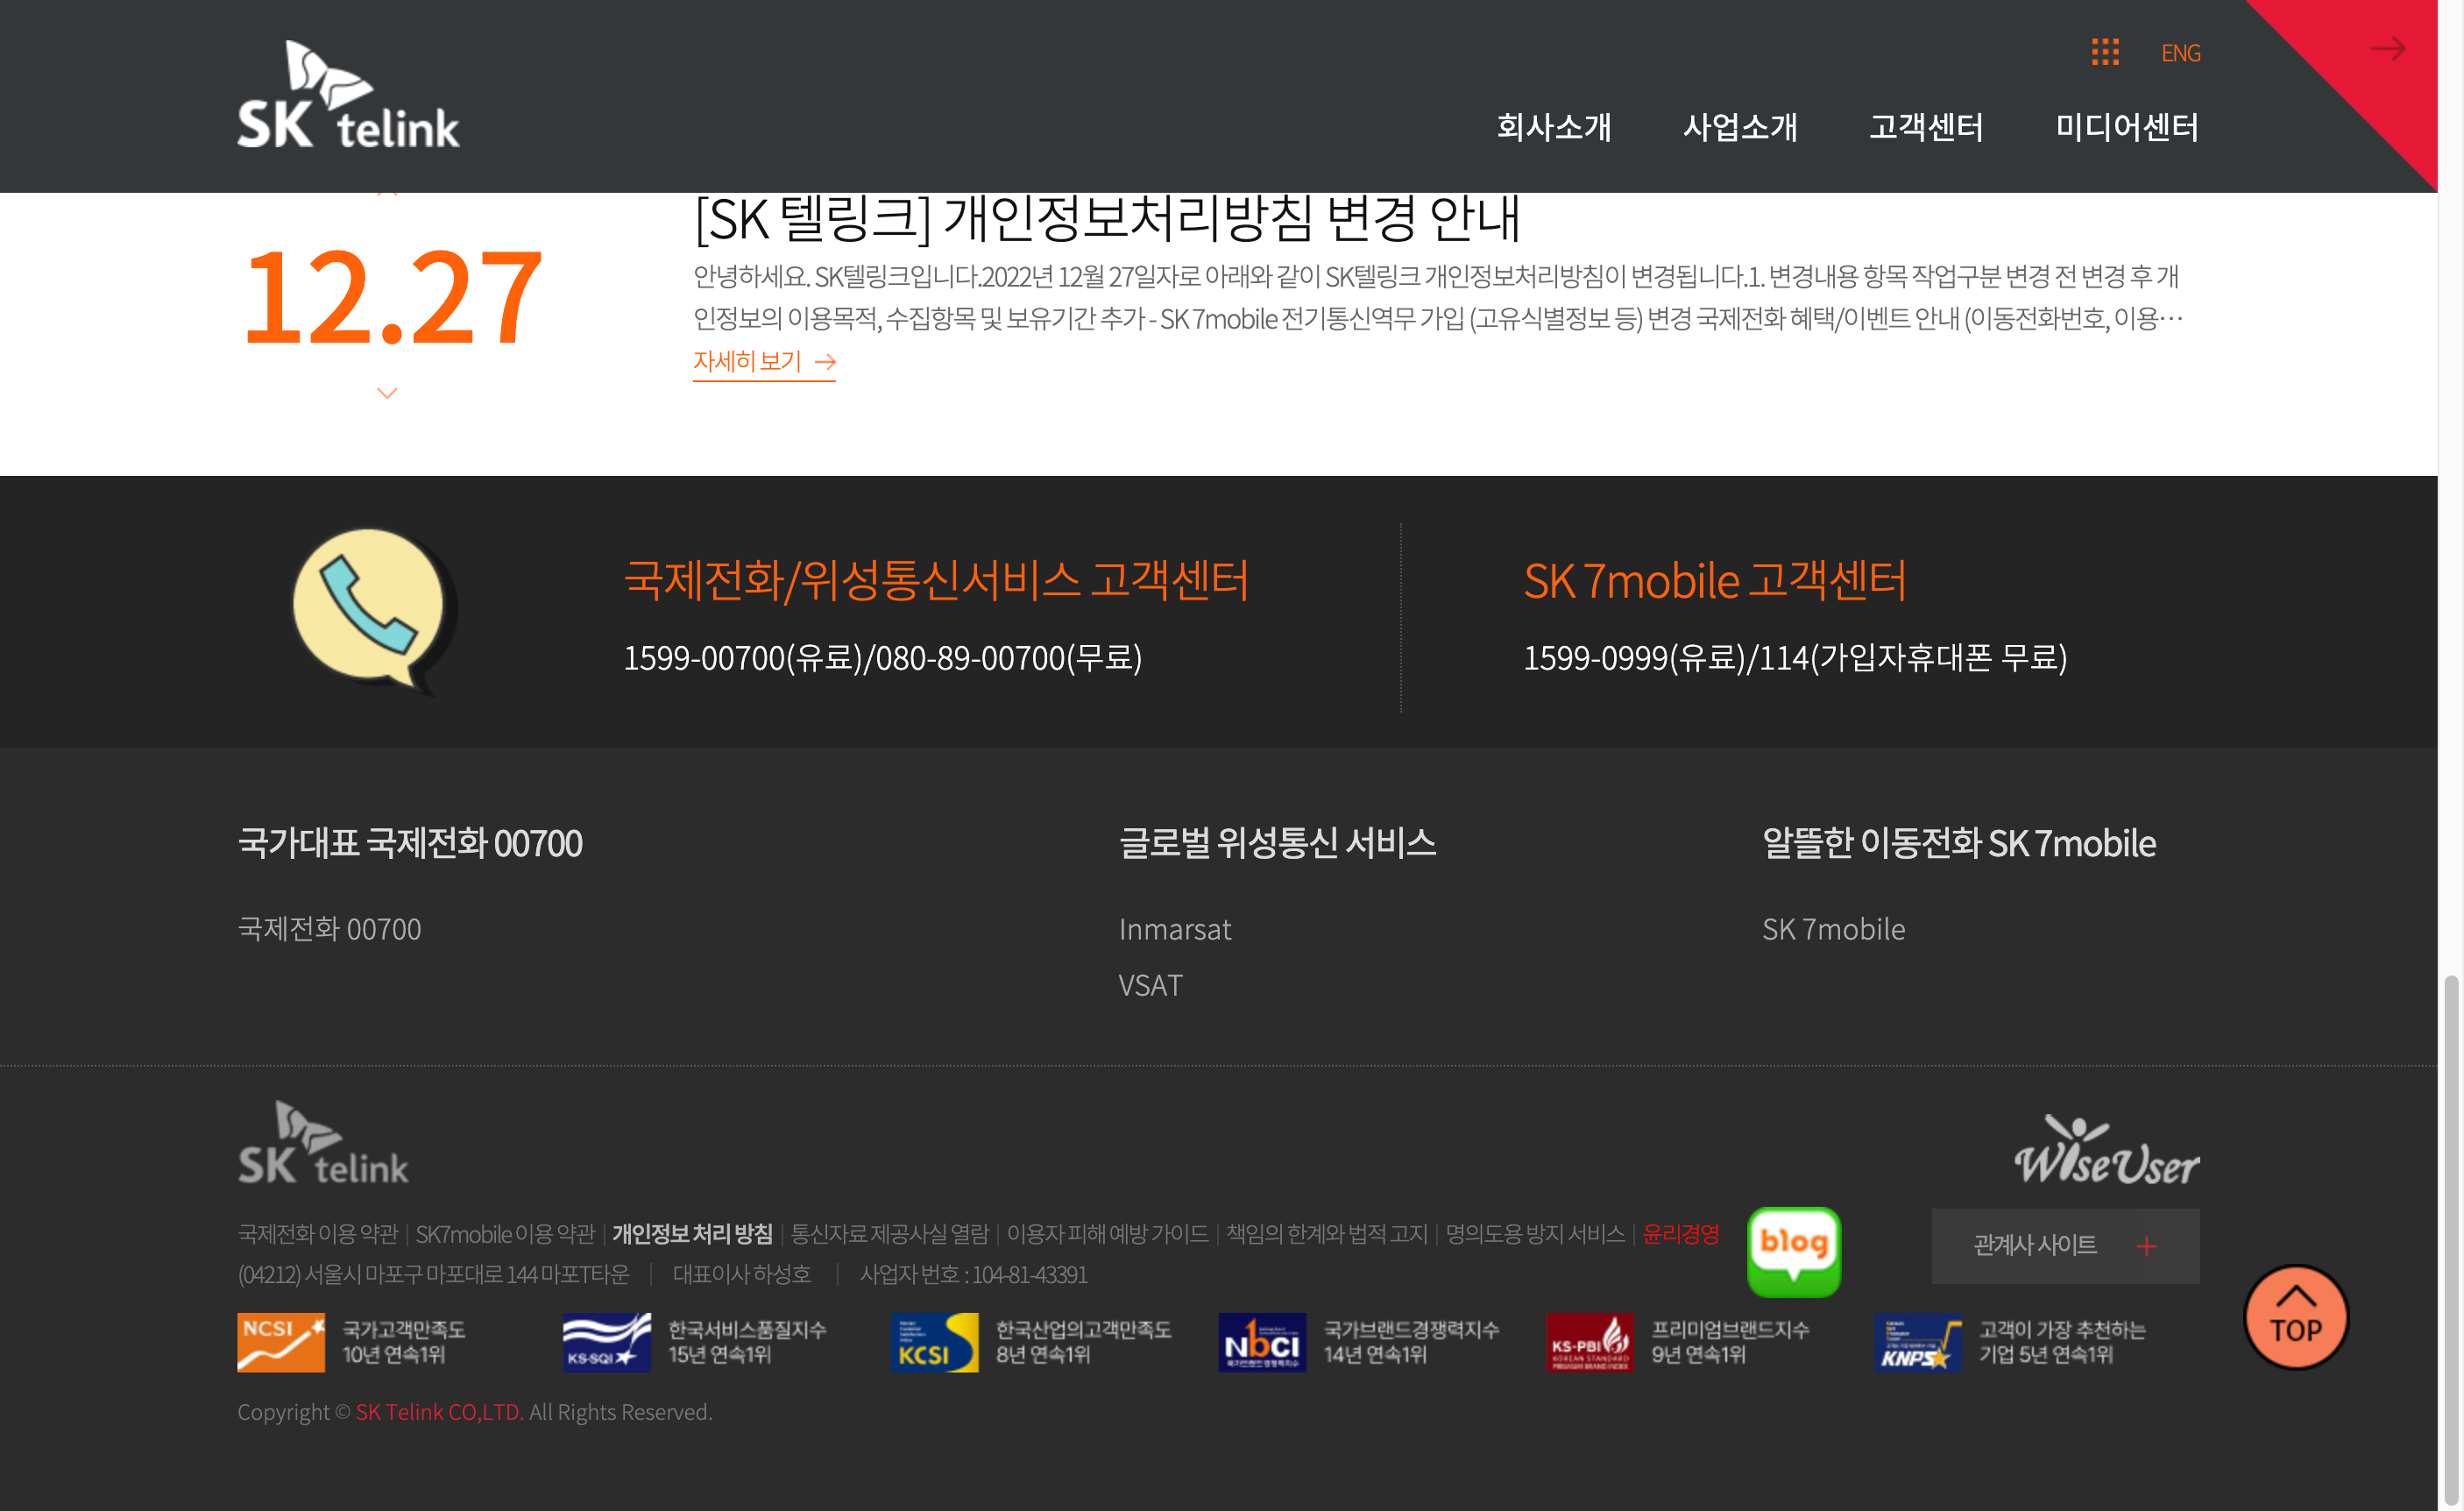 SK telink
ENG
회사소개 사업소개 고객센터 미디어센터
12.27
[SK 텔링크] 개인정보처리방침 변경 안내
안녕하세요. SK텔링크입니다.2022년 12월 27일자로 아래와 같이 SK텔링크 개인정보처리방침이 변경됩니다.1. 변경내용 항목 작업구분 변경 전 변경 후 개
인정보의 이용목적, 수집항목 및 보유기간 추가 - SK 7mobile 전기통신역무 가입 (고유식별정보 등) 변경 국제전화 혜택/이벤트 안내 (이동전화번호, 이용…
자세히 보기
국제전화/위성통신서비스 고객센터
1599-00700(유료)/080-89-00700(무료)
SK 7mobile 고객센터
1599-0999(유료)/114(가입자휴대폰 무료)
국가대표 국제전화 00700
국제전화 00700
글로벌 위성통신 서비스
Inmarsat
VSAT
알뜰한 이동전화 SK 7mobile
SK 7mobile
SK telink
WiseUser
국제전화 이용 약관 | SK7mobile 이용 약관 | 개인정보 처리 방침 | 통신자료 제공사실 열람 | 이용자 피해 예방 가이드 | 책임의 한계와 법적 고지 | 명의도용 방지 서비스 | 윤리경영
blog
관계사 사이트
(04212) 서울시 마포구 마포대로 144 마포T타운 | 대표이사 하성호 | 사업자 번호 : 104-81-43391
TOP
NCSI 국가고객만족도
10년 연속1위
KS-SQI 한국서비스품질지수
15년 연속1위
KCSI 한국산업의고객만족도
8년 연속1위
NbCI 국가브랜드경쟁력지수
국가브랜드경쟁력지수
14년 연속1위
KS-PBI 프리미엄브랜드지수
KOREAN STANDARD
PREMIUM BRAND INDEX
9년 연속1위
KNPS 고객이 가장 추천하는
기업 5년 연속1위
Copyright © SK Telink CO,LTD. All Rights Reserved.